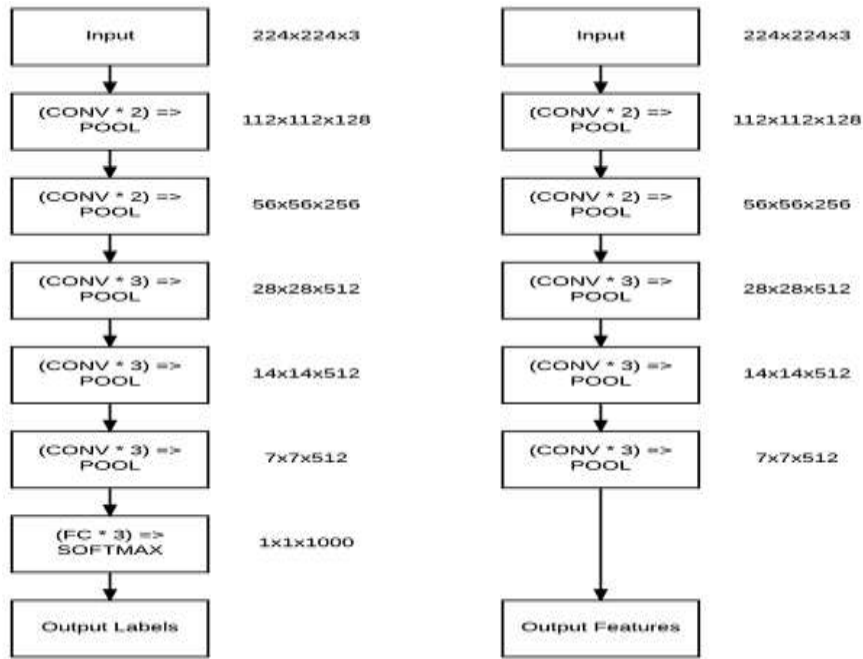 Input
224x224x3
(CONV * 2) =>
POOL
112x112x128
(CONV * 2) =>
POOL
56x56x256
(CONV * 3) =>
POOL
28x28x512
(CONV * 3) =>
POOL
14x14x512
(CONV * 3) =>
POOL
7x7x512
(FC * 3) =>
SOFTMAX
1x1x1000
Output Labels
Input
224x224x3
(CONV * 2) =>
POOL
112x112x128
(CONV * 2) =>
POOL
56x56x256
(CONV * 3) =>
POOL
28x28x512
(CONV * 3) =>
POOL
14x14x512
(CONV * 3) =>
POOL
7x7x512
Output Features